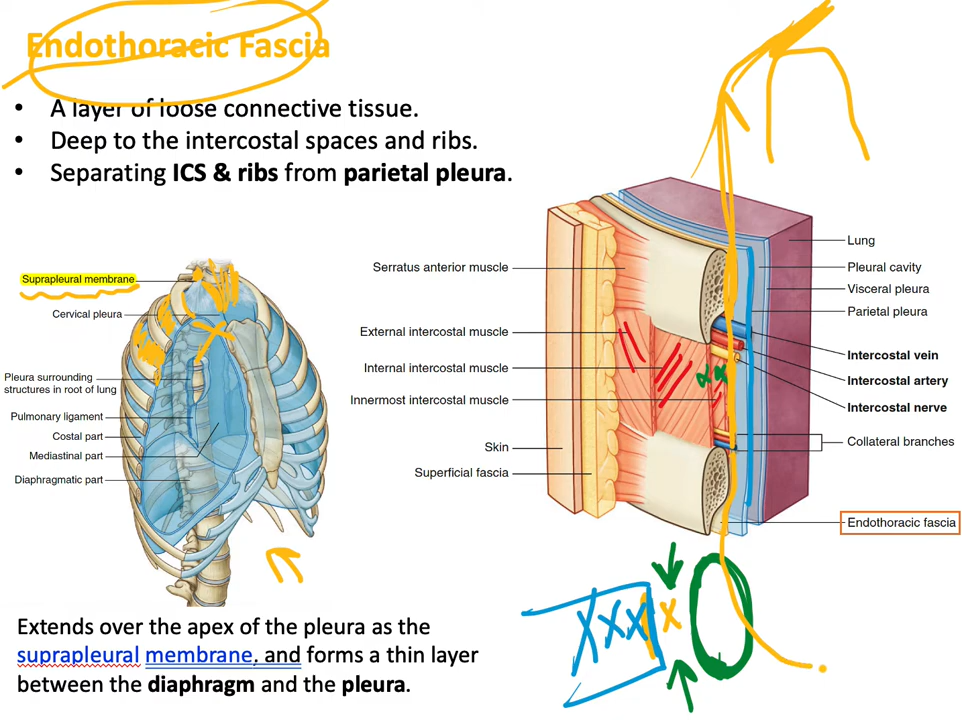 Endothoracic Fascia
• A layer of loose connective tissue.
• Deep to the intercostal spaces and ribs.
• Separating ICS & ribs from parietal pleura.
Suprapleural membrane
Cervical pleura
Pleura surrounding
structures in root of lung
Pulmonary ligament
Costal part
Mediastinal part
Diaphragmatic part
Serratus anterior muscle
External intercostal muscle
Internal intercostal muscle
Innermost intercostal muscle
Skin
Superficial fascia
Lung
Pleural cavity
Visceral pleura
Parietal pleura
Intercostal vein
Intercostal artery
Intercostal nerve
Collateral branches
Endothoracic fascia
Extends over the apex of the pleura as the
suprapleural membrane, and forms a thin layer
between the diaphragm and the pleura.
XXX X